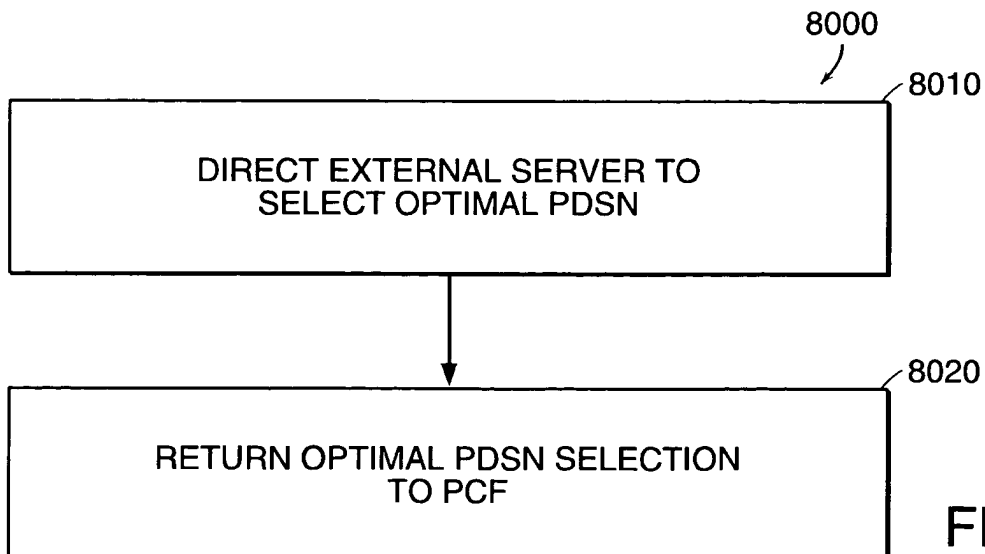 8000
8010
DIRECT EXTERNAL SERVER TO
SELECT OPTIMAL PDSN
8020
RETURN OPTIMAL PDSN SELECTION
TO PCF